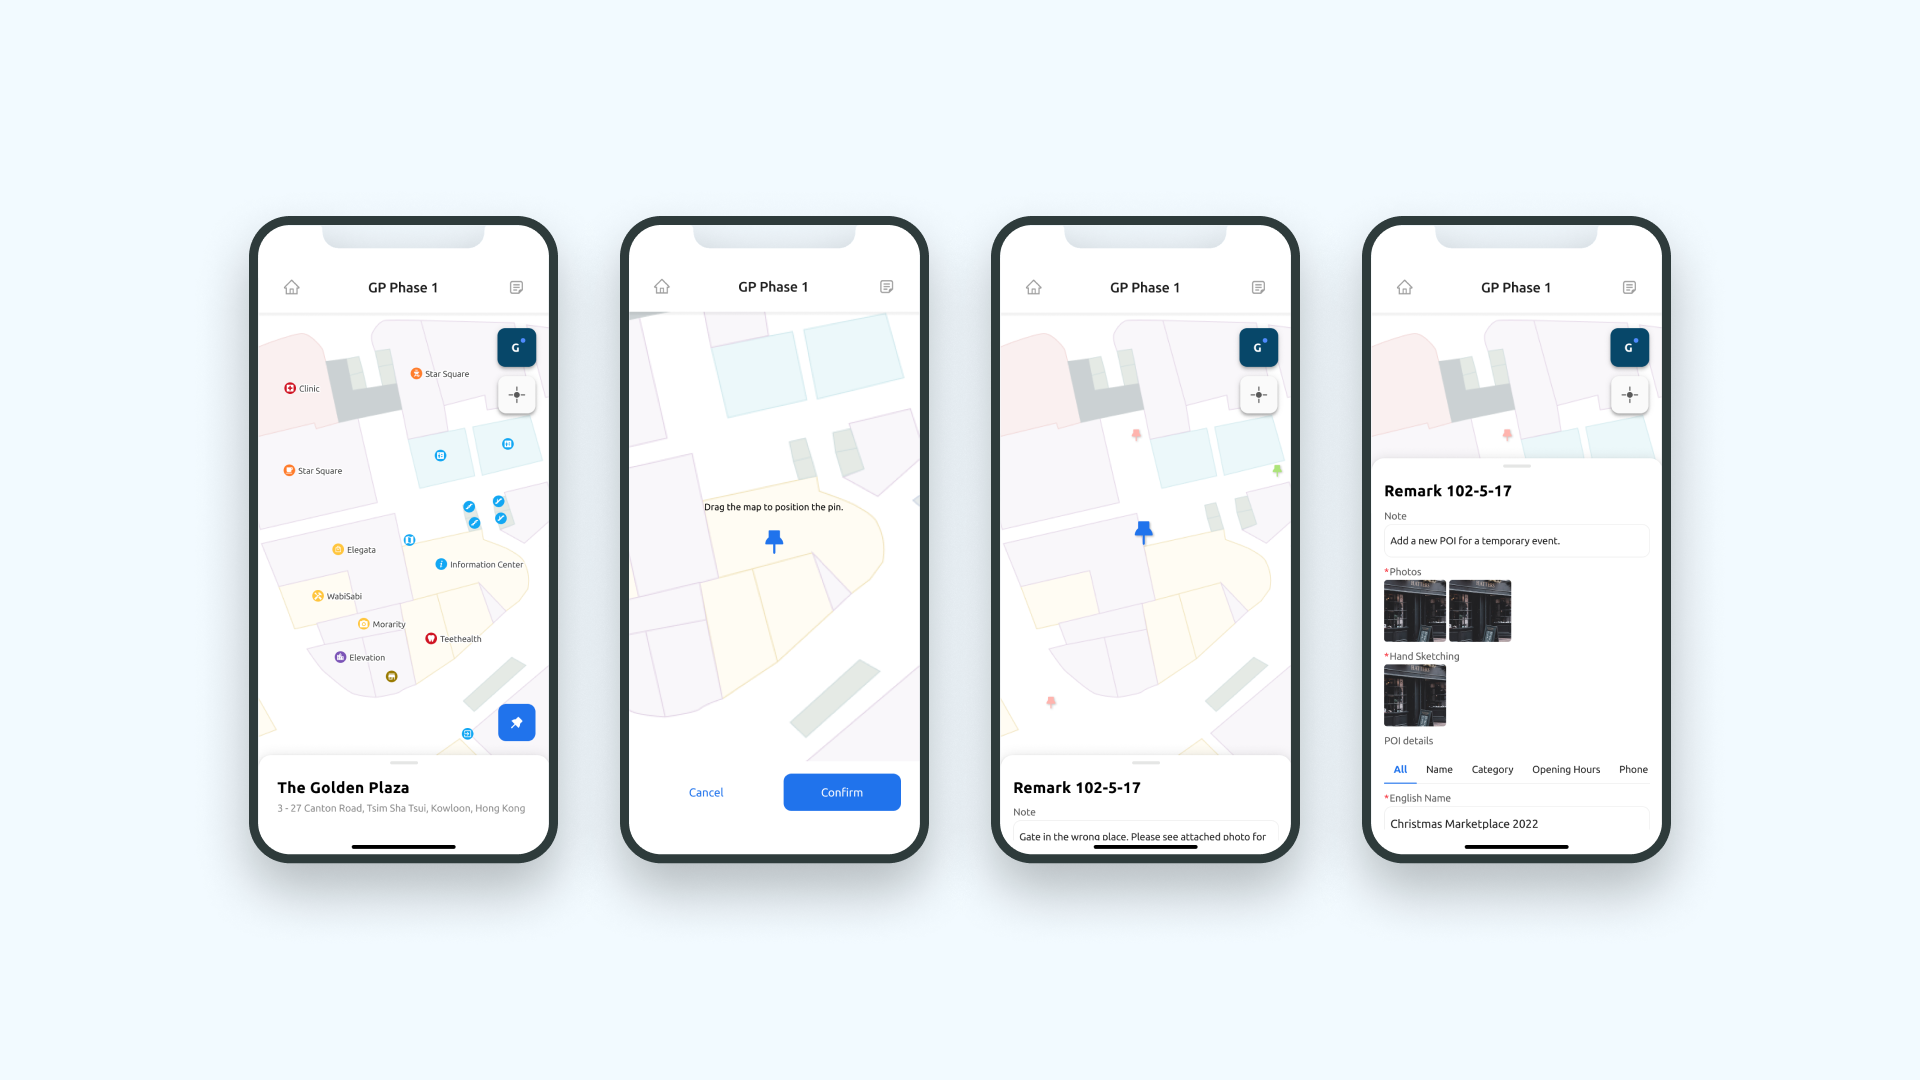 GP Phase 1
G
Clinic
Star Square
Star Square
Elegata
Information Center
WabiSabi
Morarity
Teethhealth
Elevation
The Golden Plaza
3 - 27 Canton Road, Tsim Sha Tsui, Kowloon, Hong Kong
GP Phase 1
Drag the map to position the pin.
Cancel
Confirm
GP Phase 1
G
Remark 102-5-17
Note
Gate in the wrong place. Please see attached photo for
GP Phase 1
G
Remark 102-5-17
Note
Add a new POI for a temporary event.
*Photos
*Hand Sketching
POI details
All Name Category Opening Hours Phone
*English Name
Christmas Marketplace 2022